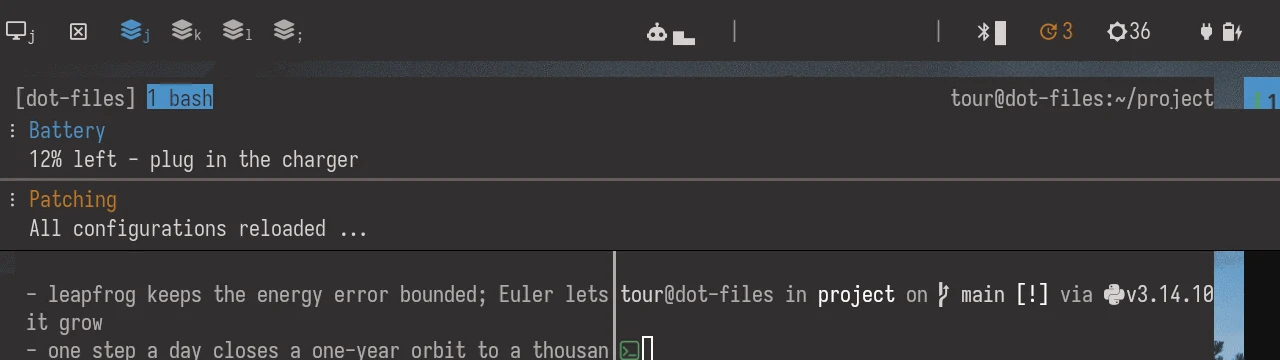 j j k l ; 3 36
[dot-files] 1 bash tour@dot-files:~/project 1
Battery
12% left - plug in the charger
Patching
All configurations reloaded ...
- leapfrog keeps the energy error bounded; Euler lets
it grow
- one step a day closes a one-year orbit to a thousan
tour@dot-files in project on main [!] via v3.14.10